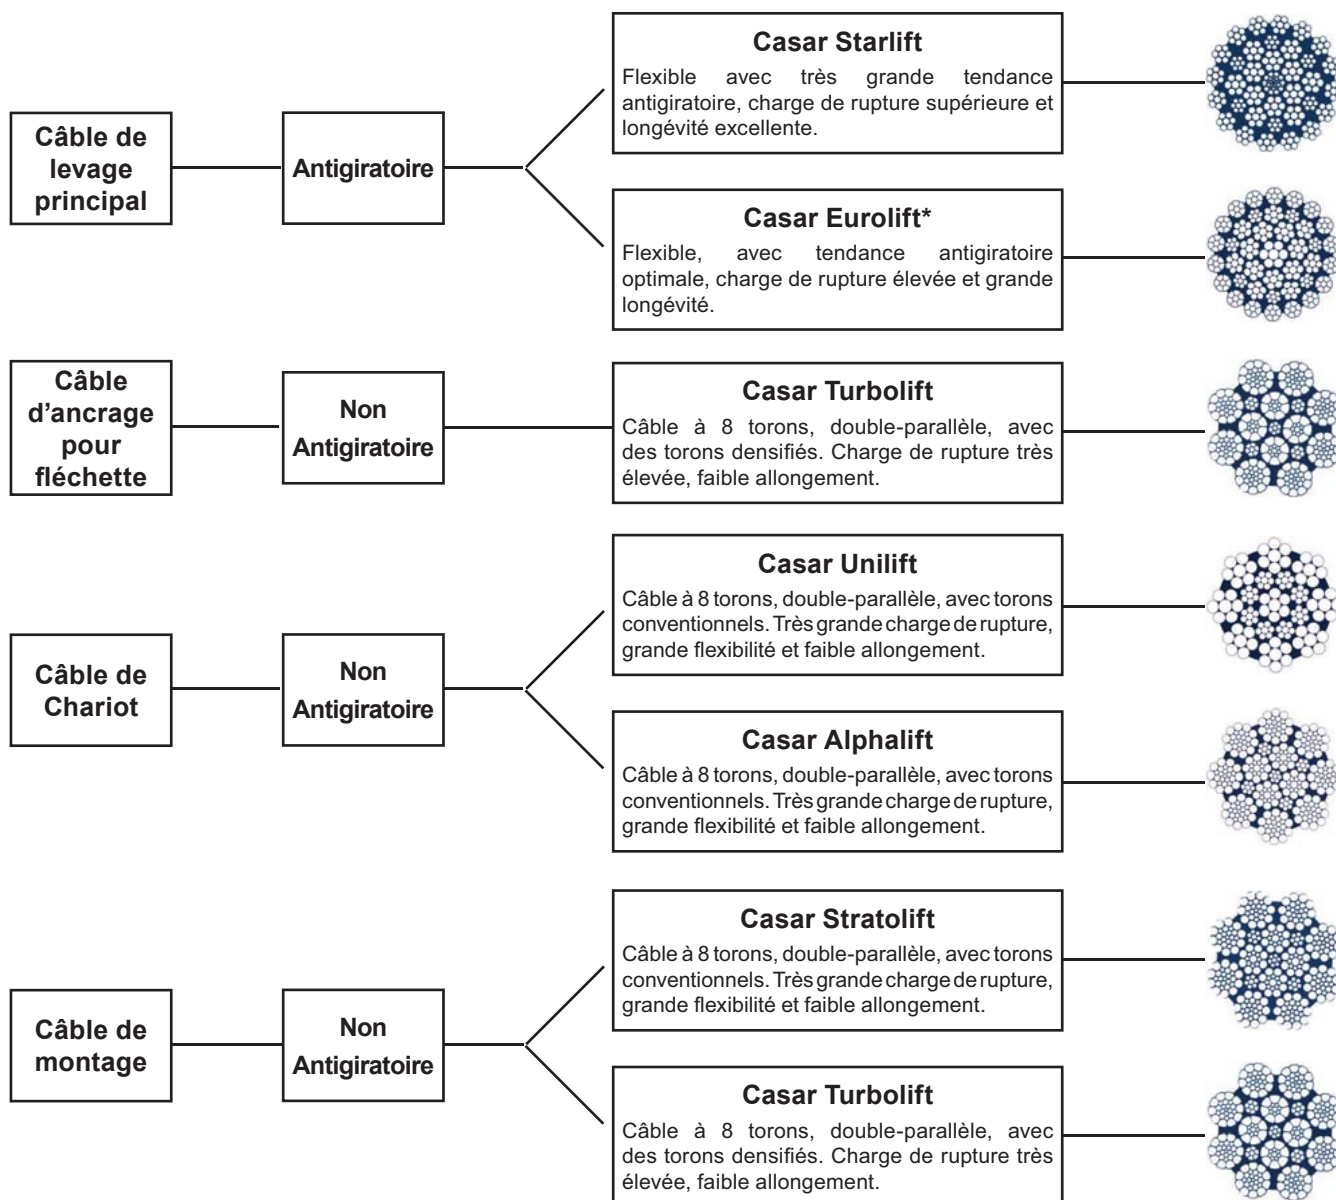 Câble de
levage
principal
Antigiratoire
Casar Starlift
Flexible avec très grande tendance
antigiratoire, charge de rupture supérieure et
longévité excellente.
Casar Eurolift*
Flexible, avec tendance antigiratoire
optimale, charge de rupture élevée et grande
longévité.
Câble
d’ancrage
pour
fléchette
Non
Antigiratoire
Casar Turbolift
Câble à 8 torons, double-parallèle, avec
des torons densifiés. Charge de rupture très
élevée, faible allongement.
Câble de
Chariot
Non
Antigiratoire
Casar Unilift
Câble à 8 torons, double-parallèle, avec torons
conventionnels. Très grande charge de rupture,
grande flexibilité et faible allongement.
Casar Alphalift
Câble à 8 torons, double-parallèle, avec torons
conventionnels. Très grande charge de rupture,
grande flexibilité et faible allongement.
Câble de
montage
Non
Antigiratoire
Casar Stratolift
Câble à 8 torons, double-parallèle, avec torons
conventionnels. Très grande charge de rupture,
grande flexibilité et faible allongement.
Casar Turbolift
Câble à 8 torons, double-parallèle, avec
des torons densifiés. Charge de rupture très
élevée, faible allongement.